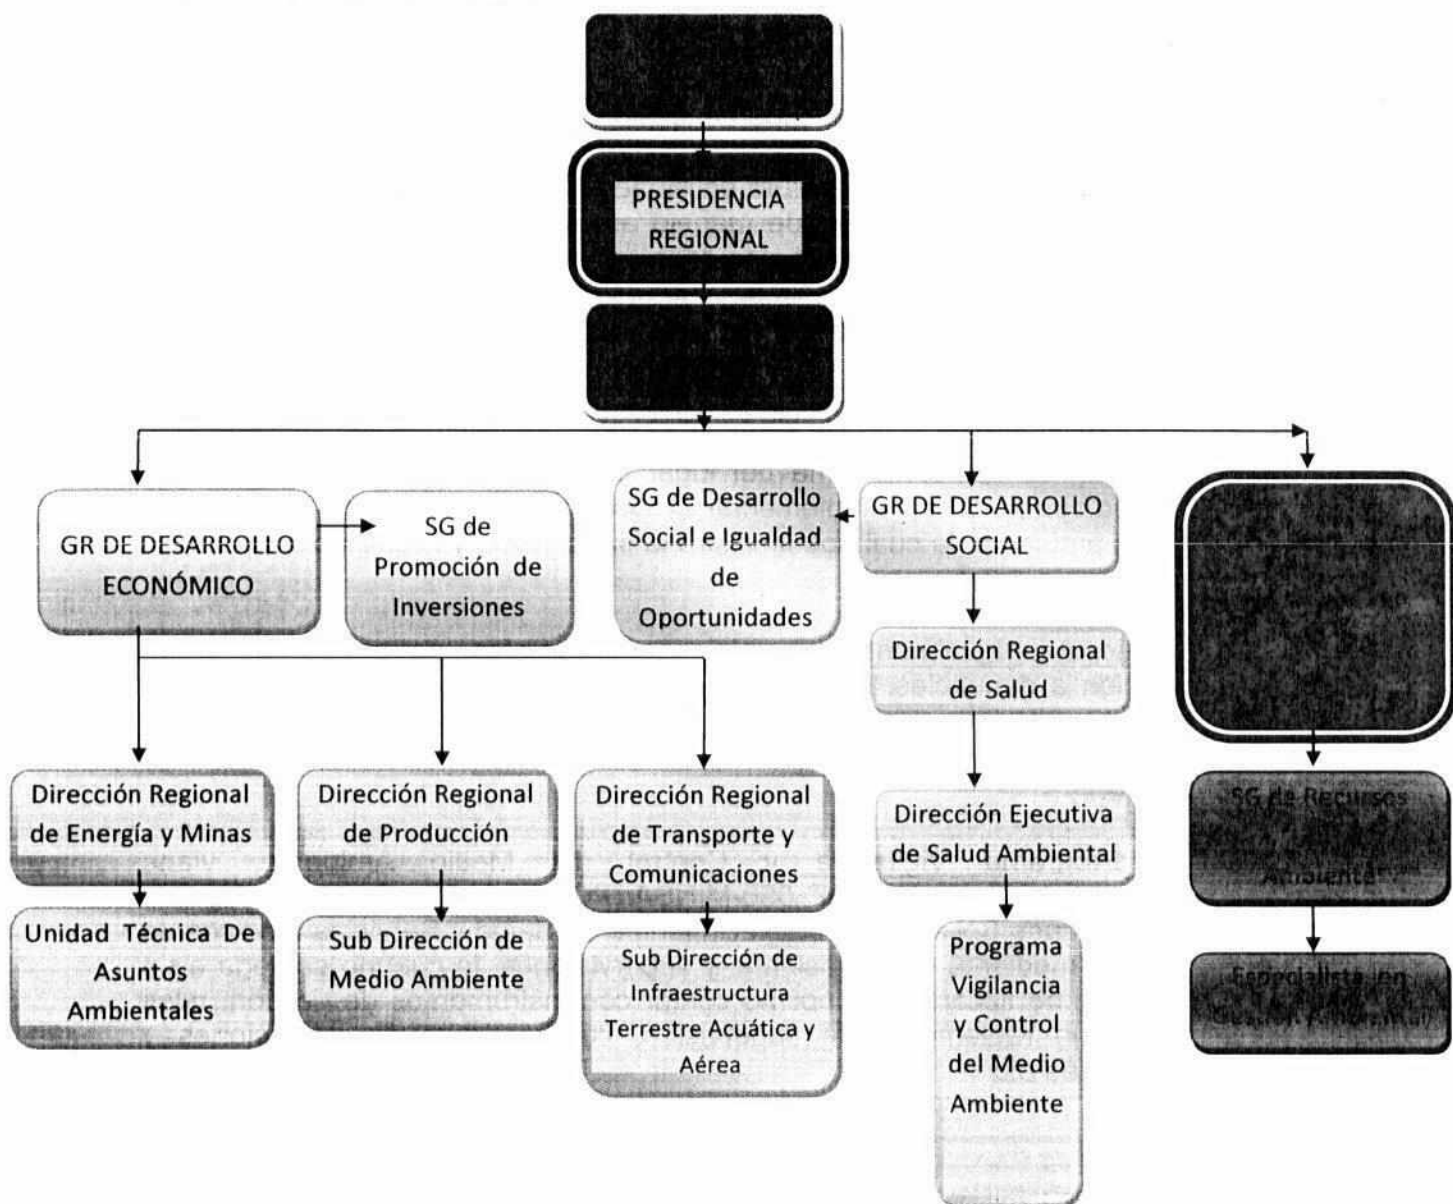 PRESIDENCIA
REGIONAL
GR DE DESARROLLO
ECONÓMICO
SG de
Promoción de
Inversiones
SG de Desarrollo
Social e Igualdad
de
Oportunidades
GR DE DESARROLLO
SOCIAL
Dirección Regional
de Salud
Dirección Regional
de Energía y Minas
Dirección Regional
de Producción
Dirección Regional
de Transporte y
Comunicaciones
Dirección Ejecutiva
de Salud Ambiental
SG de Recursos
Ambiente
Unidad Técnica De
Asuntos
Ambientales
Sub Dirección de
Medio Ambiente
Sub Dirección de
Infraestructura
Terrestre Acuática y
Aérea
Programa
Vigilancia
y Control
del Medio
Ambiente
Especialista en